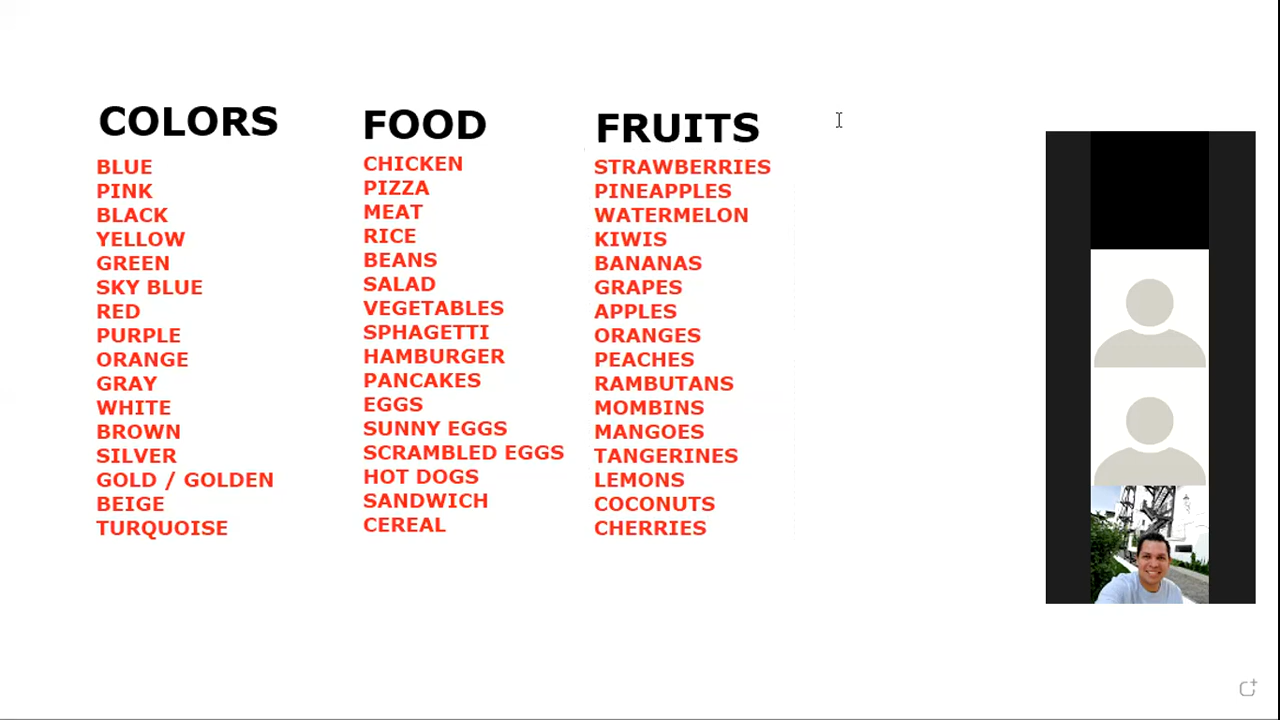 COLORS
BLUE
PINK
BLACK
YELLOW
GREEN
SKY BLUE
RED
PURPLE
ORANGE
GRAY
WHITE
BROWN
SILVER
GOLD / GOLDEN
BEIGE
TURQUOISE
FOOD
CHICKEN
PIZZA
MEAT
RICE
BEANS
SALAD
VEGETABLES
SPHAGETTI
HAMBURGER
PANCAKES
EGGS
SUNNY EGGS
SCRAMBLED EGGS
HOT DOGS
SANDWICH
CEREAL
FRUITS
STRAWBERRIES
PINEAPPLES
WATERMELON
KIWIS
BANANAS
GRAPES
APPLES
ORANGES
PEACHES
RAMBUTANS
MOMBINS
MANGOES
TANGERINES
LEMONS
COCONUTS
CHERRIES